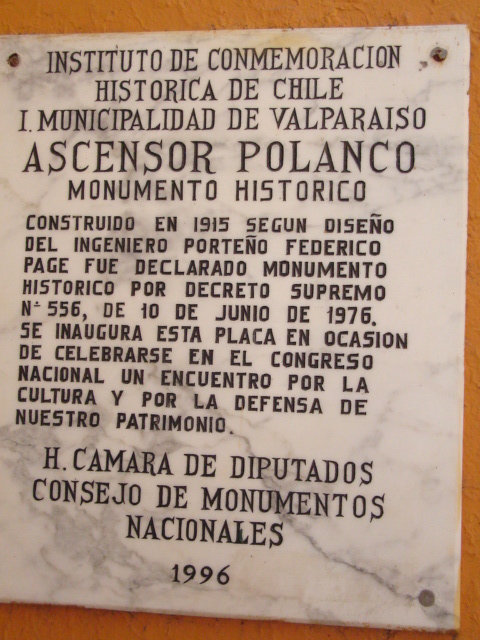 INSTITUTO DE CONMEMORACION
HISTORICA DE CHILE
I. MUNICIPALIDAD DE VALPARAISO
ASCENSOR POLANCO
MONUMENTO HISTORICO
CONSTRUIDO EN 1915 SEGUN DISEÑO
DEL INGENIERO PORTEÑO FEDERICO
PAGE FUE DECLARADO MONUMENTO
HISTORICO POR DECRETO SUPREMO
Nº 556, DE 10 DE JUNIO DE 1976.
SE INAUGURA ESTA PLACA EN OCASION
DE CELEBRARSE EN EL CONGRESO
NACIONAL UN ENCUENTRO POR LA
CULTURA Y POR LA DEFENSA DE
NUESTRO PATRIMONIO.
H. CAMARA DE DIPUTADOS
CONSEJO DE MONUMENTOS
NACIONALES
1996